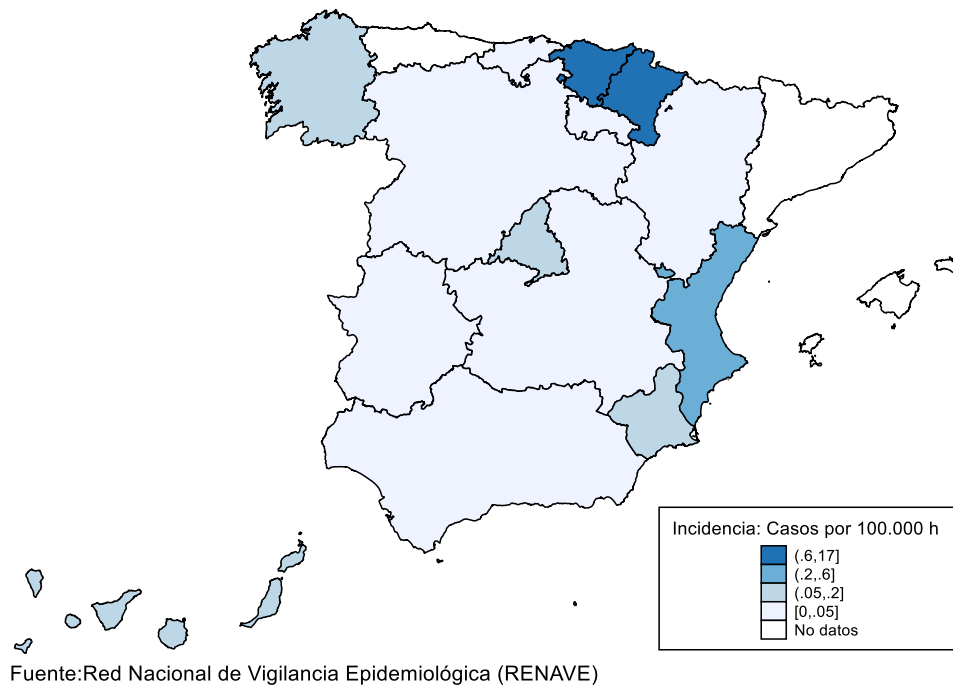 Incidencia: Casos por 100.000 h
(.6,17]
(.2,.6]
(.05,.2]
[0,.05]
No datos
Fuente:Red Nacional de Vigilancia Epidemiológica (RENAVE)